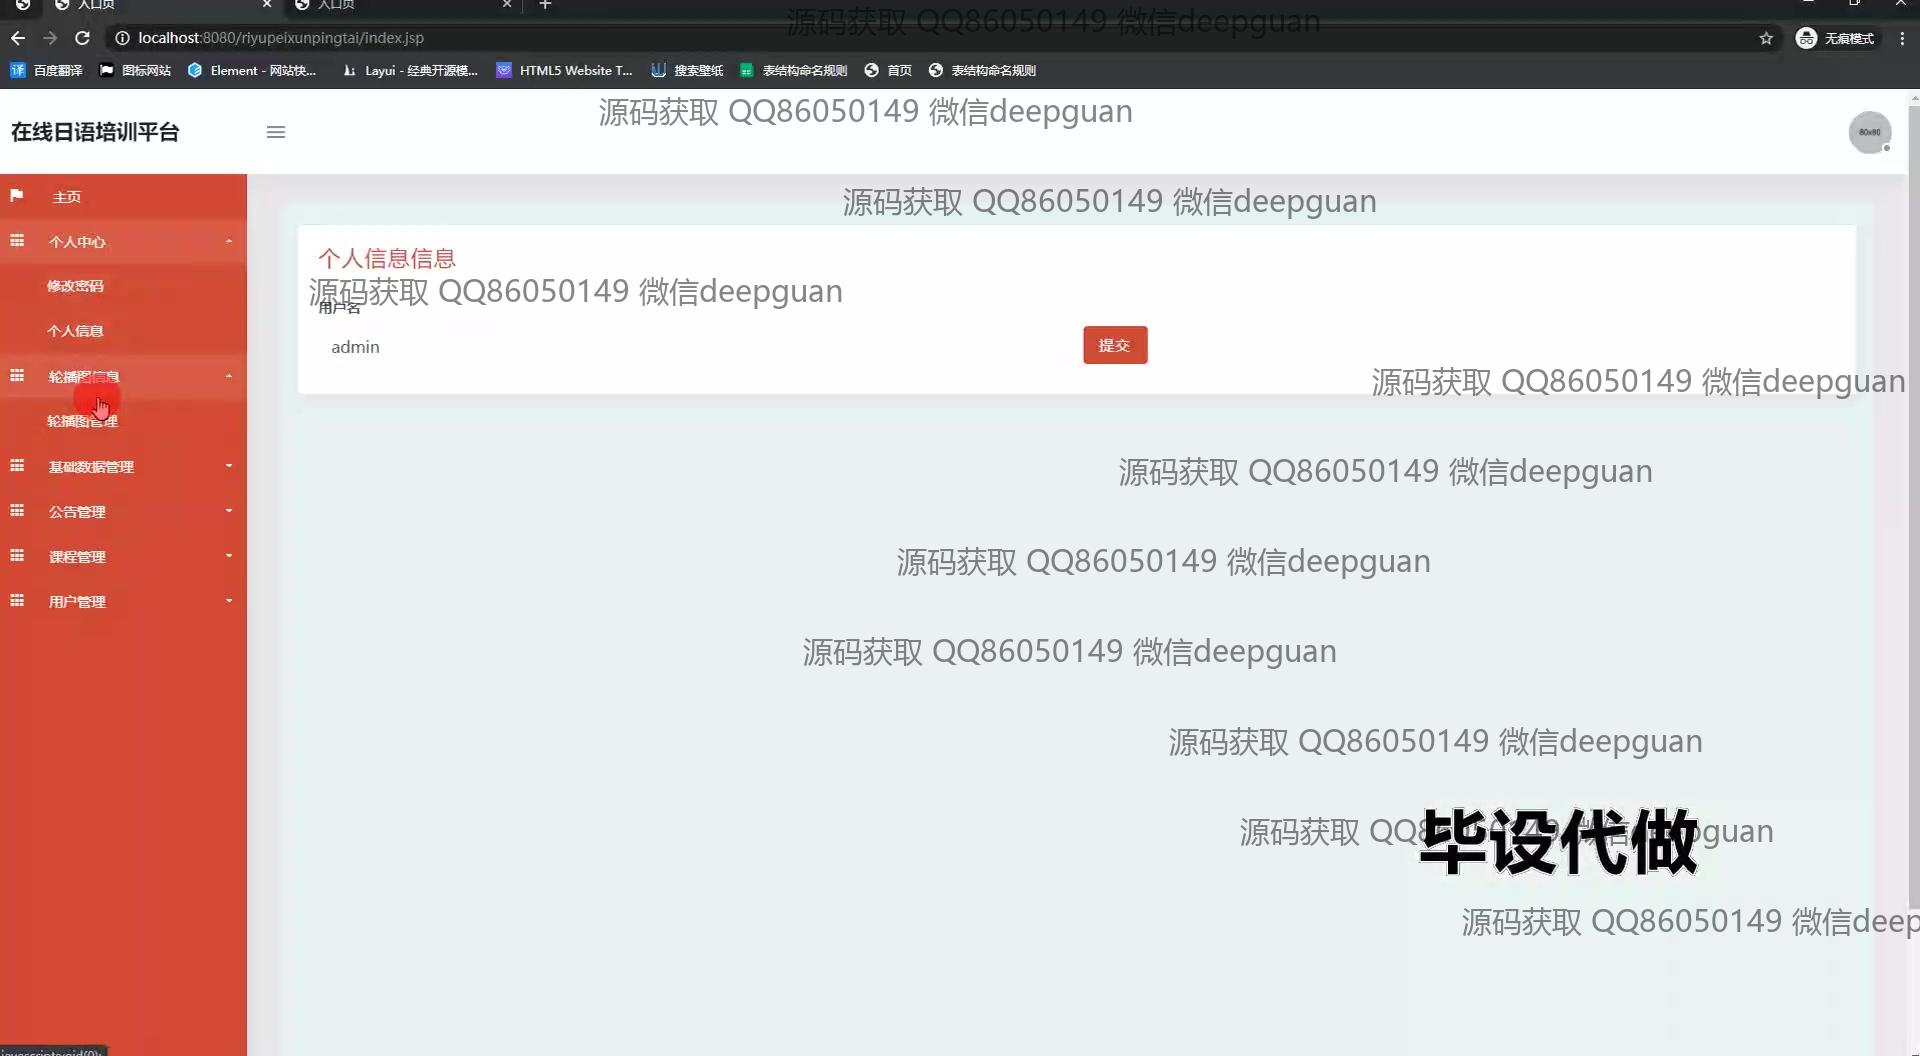 入口页
入口页
源码获取 QQ86050149 微信deepguan
localhost:8080/riyupeixunpingtai/index.jsp
无痕模式
百度翻译
图标网站
Element - 网站快...
Layui - 经典开源模...
HTML5 Website T...
搜索壁纸
表结构命名规则
首页
表结构命名规则
源码获取 QQ86050149 微信deepguan
在线日语培训平台
80x80
主页
源码获取 QQ86050149 微信deepguan
个人中心
个人信息信息
修改密码
源码获取 QQ86050149 微信deepguan
用户名
个人信息
admin
提交
轮播图信息
源码获取 QQ86050149 微信deepguan
轮播图管理
基础数据管理
源码获取 QQ86050149 微信deepguan
公告管理
课程管理
源码获取 QQ86050149 微信deepguan
用户管理
源码获取 QQ86050149 微信deepguan
源码获取 QQ86050149 微信deepguan
源码获取 QQ86050149 微信deepguan
毕设代做
源码获取 QQ86050149 微信deep